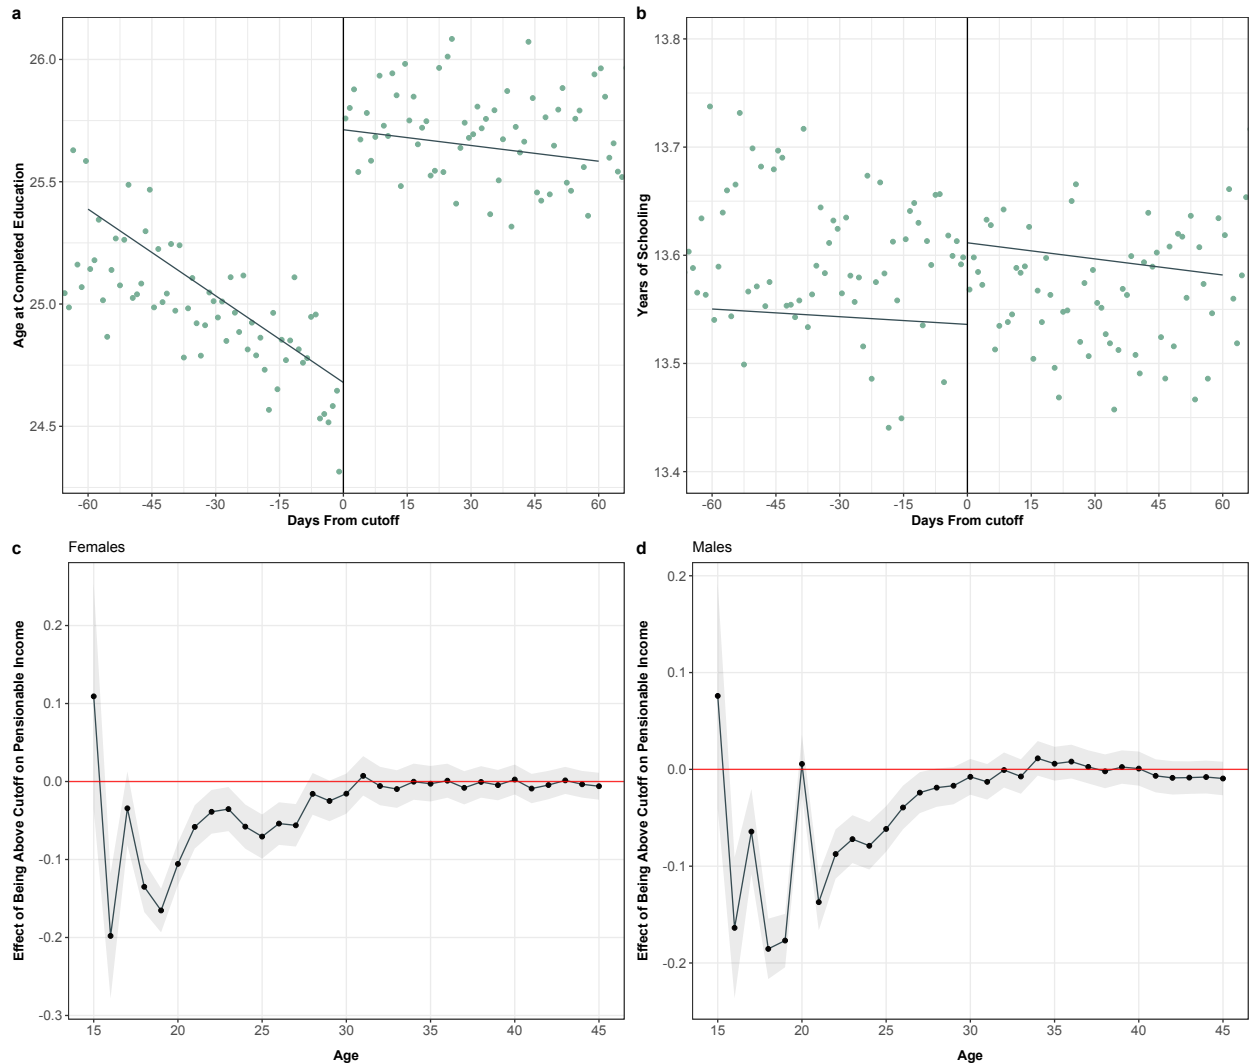 a
Age at Completed Education
26.0
25.5
25.0
24.5
-60 -45 -30 -15 0 15 30 45 60
Days From cutoff
b
Years of Schooling
13.8
13.7
13.6
13.5
13.4
-60 -45 -30 -15 0 15 30 45 60
Days From cutoff
c Females
Effect of Being Above Cutoff on Pensionable Income
0.2
0.1
0.0
-0.1
-0.2
-0.3
15 20 25 30 35 40 45
Age
d Males
Effect of Being Above Cutoff on Pensionable Income
0.2
0.1
0.0
-0.1
-0.2
15 20 25 30 35 40 45
Age